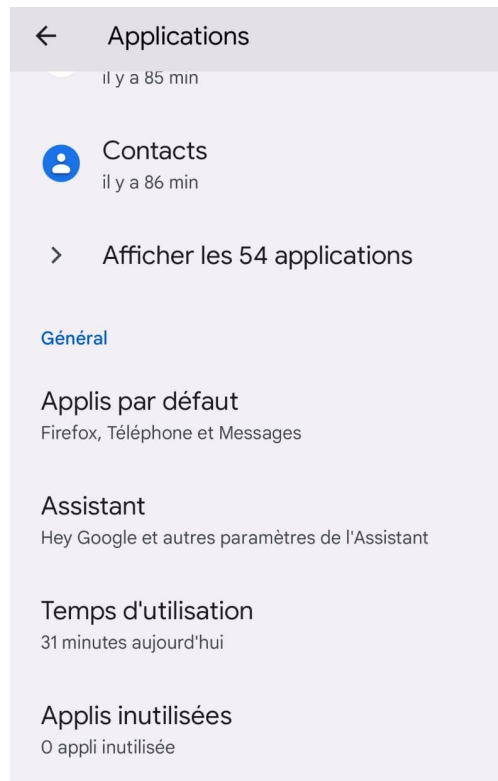 Applications
il y a 85 min
Contacts
il y a 86 min
Afficher les 54 applications
Général
Applis par défaut
Firefox, Téléphone et Messages
Assistant
Hey Google et autres paramètres de l'Assistant
Temps d'utilisation
31 minutes aujourd'hui
Applis inutilisées
0 appli inutilisée